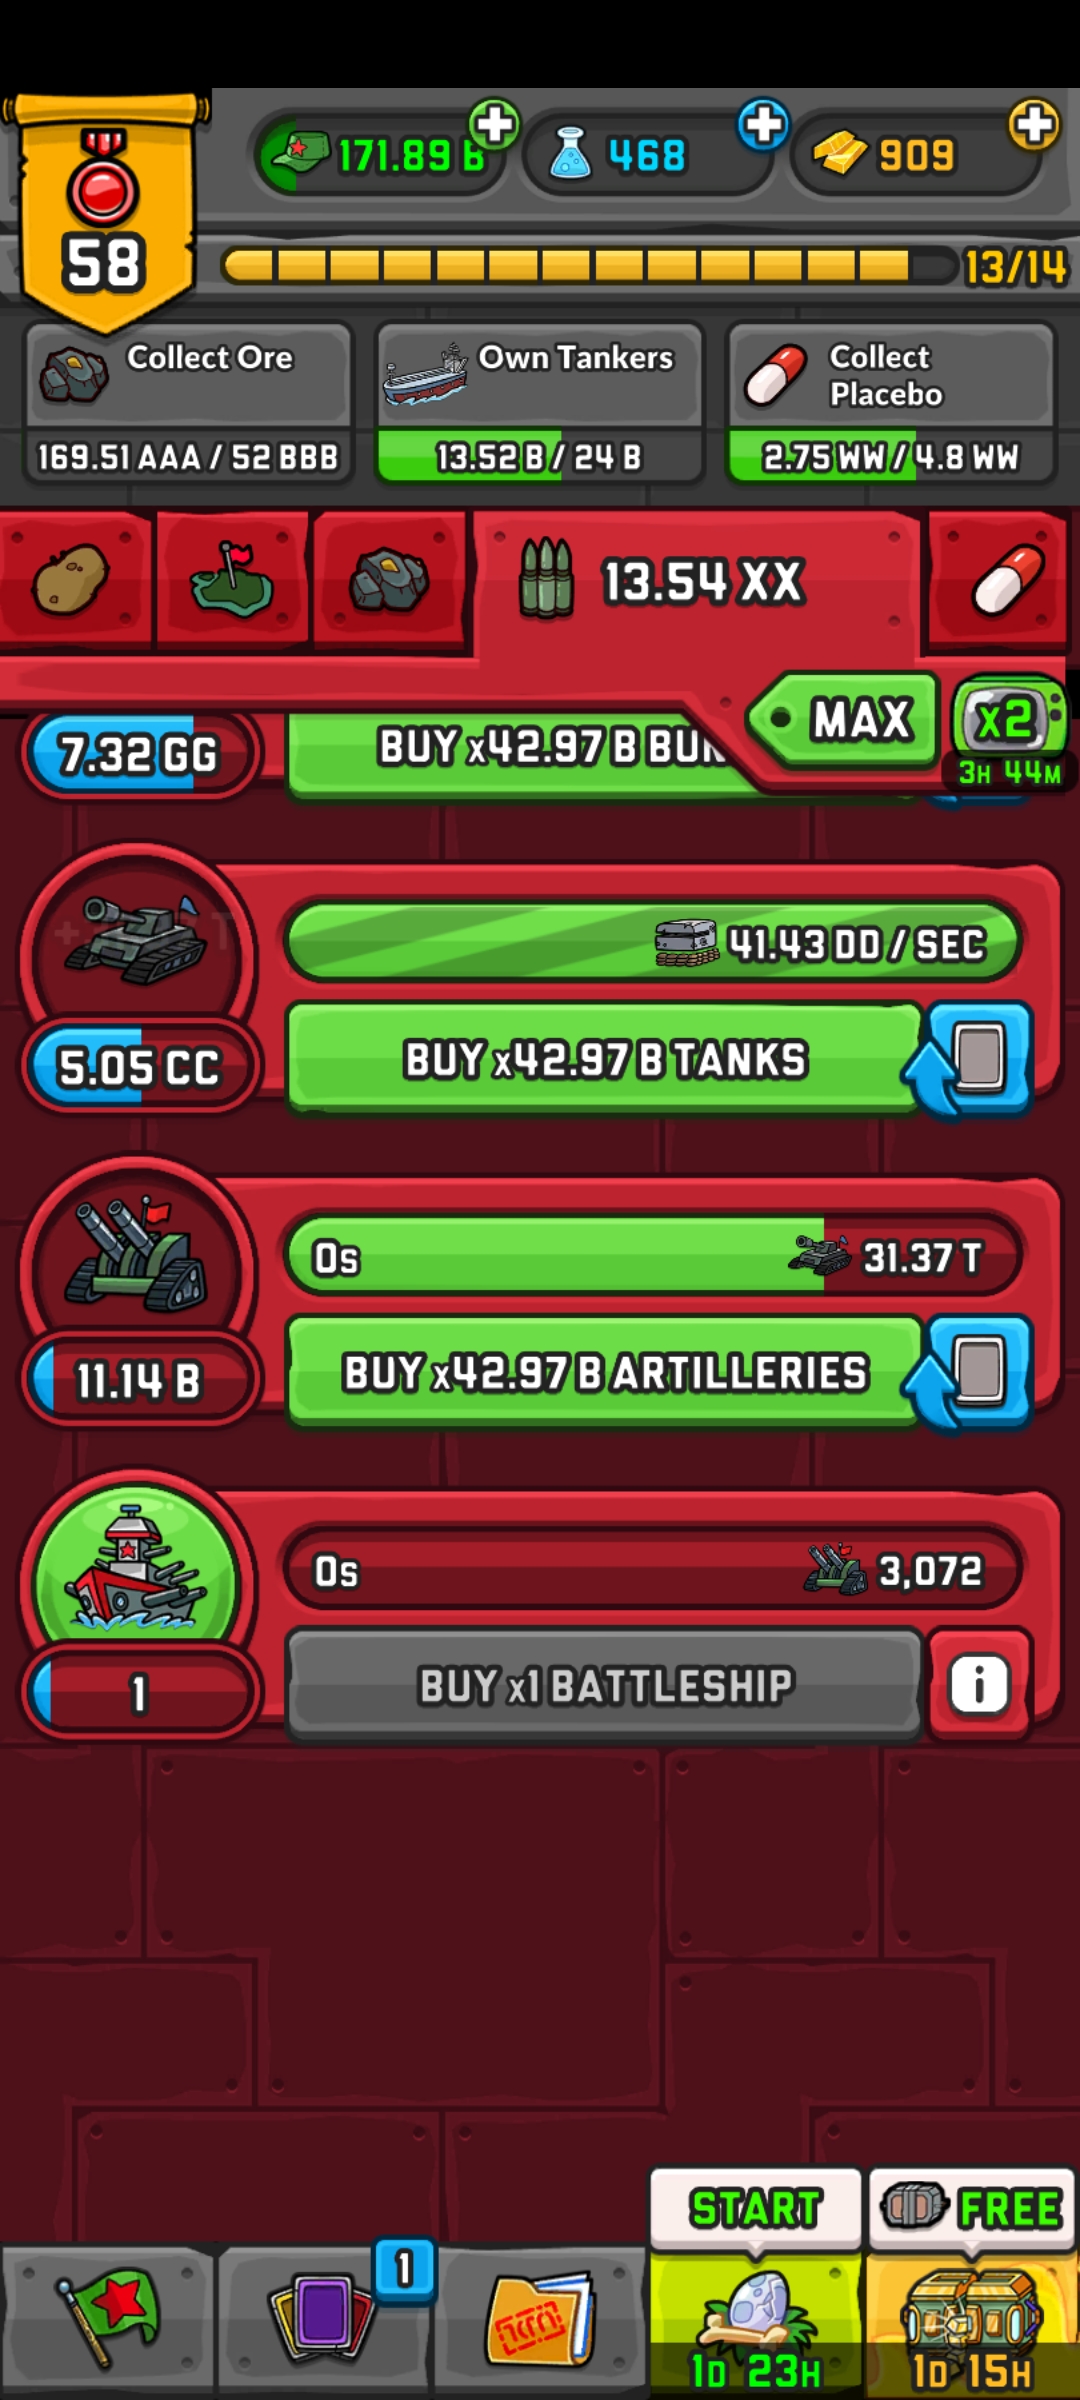 171.89 B
468
909
58
13/14
Collect Ore
169.51 AAA / 52 BBB
Own Tankers
13.52 B / 24 B
Collect
Placebo
2.75 WW / 4.8 WW
13.54 XX
MAX
x2
3H 44M
7.32 GG
BUY x42.97 B
41.43 DD / SEC
5.05 CC
BUY x42.97 B TANKS
0s
31.37 T
11.14 B
BUY x42.97 B ARTILLERIES
0s
3,072
1
BUY x1 BATTLESHIP
i
START
FREE
1
1D 23H
1D 15H